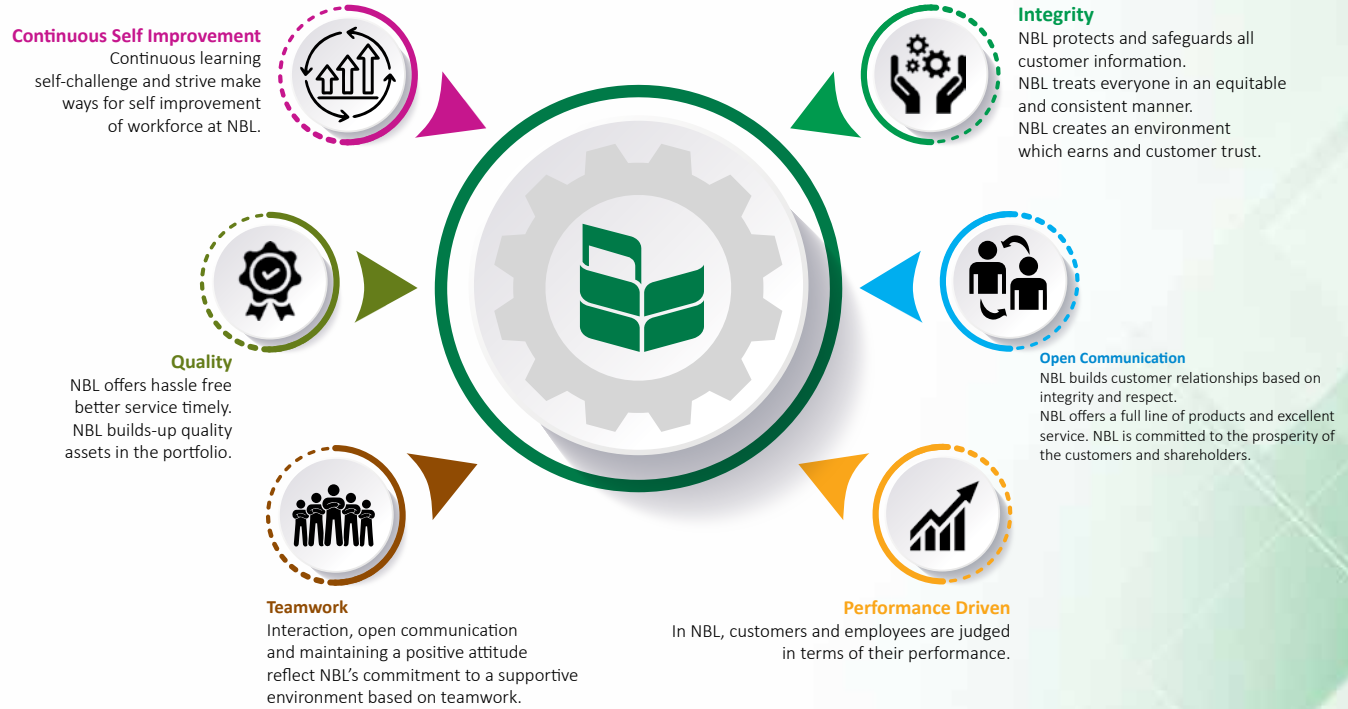 Continuous Self Improvement
Continuous learning
self-challenge and strive make
ways for self improvement
of workforce at NBL.
Integrity
NBL protects and safeguards all
customer information.
NBL treats everyone in an equitable
and consistent manner.
NBL creates an environment
which earns and customer trust.
Quality
NBL offers hassle free
better service timely.
NBL builds-up quality
assets in the portfolio.
Open Communication
NBL builds customer relationships based on
integrity and respect.
NBL offers a full line of products and excellent
service. NBL is committed to the prosperity of
the customers and shareholders.
Teamwork
Interaction, open communication
and maintaining a positive attitude
reflect NBL's commitment to a supportive
environment based on teamwork.
Performance Driven
In NBL, customers and employees are judged
in terms of their performance.